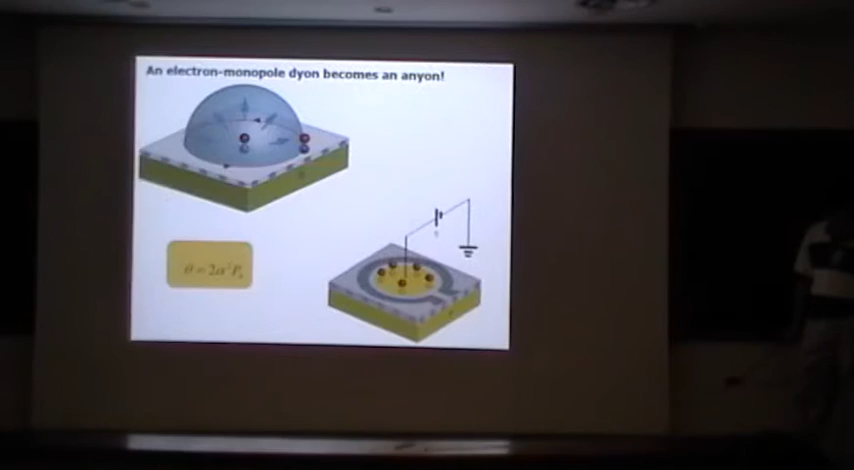 An electron-monopole dyon becomes an anyon!
θ = 2α²P₃